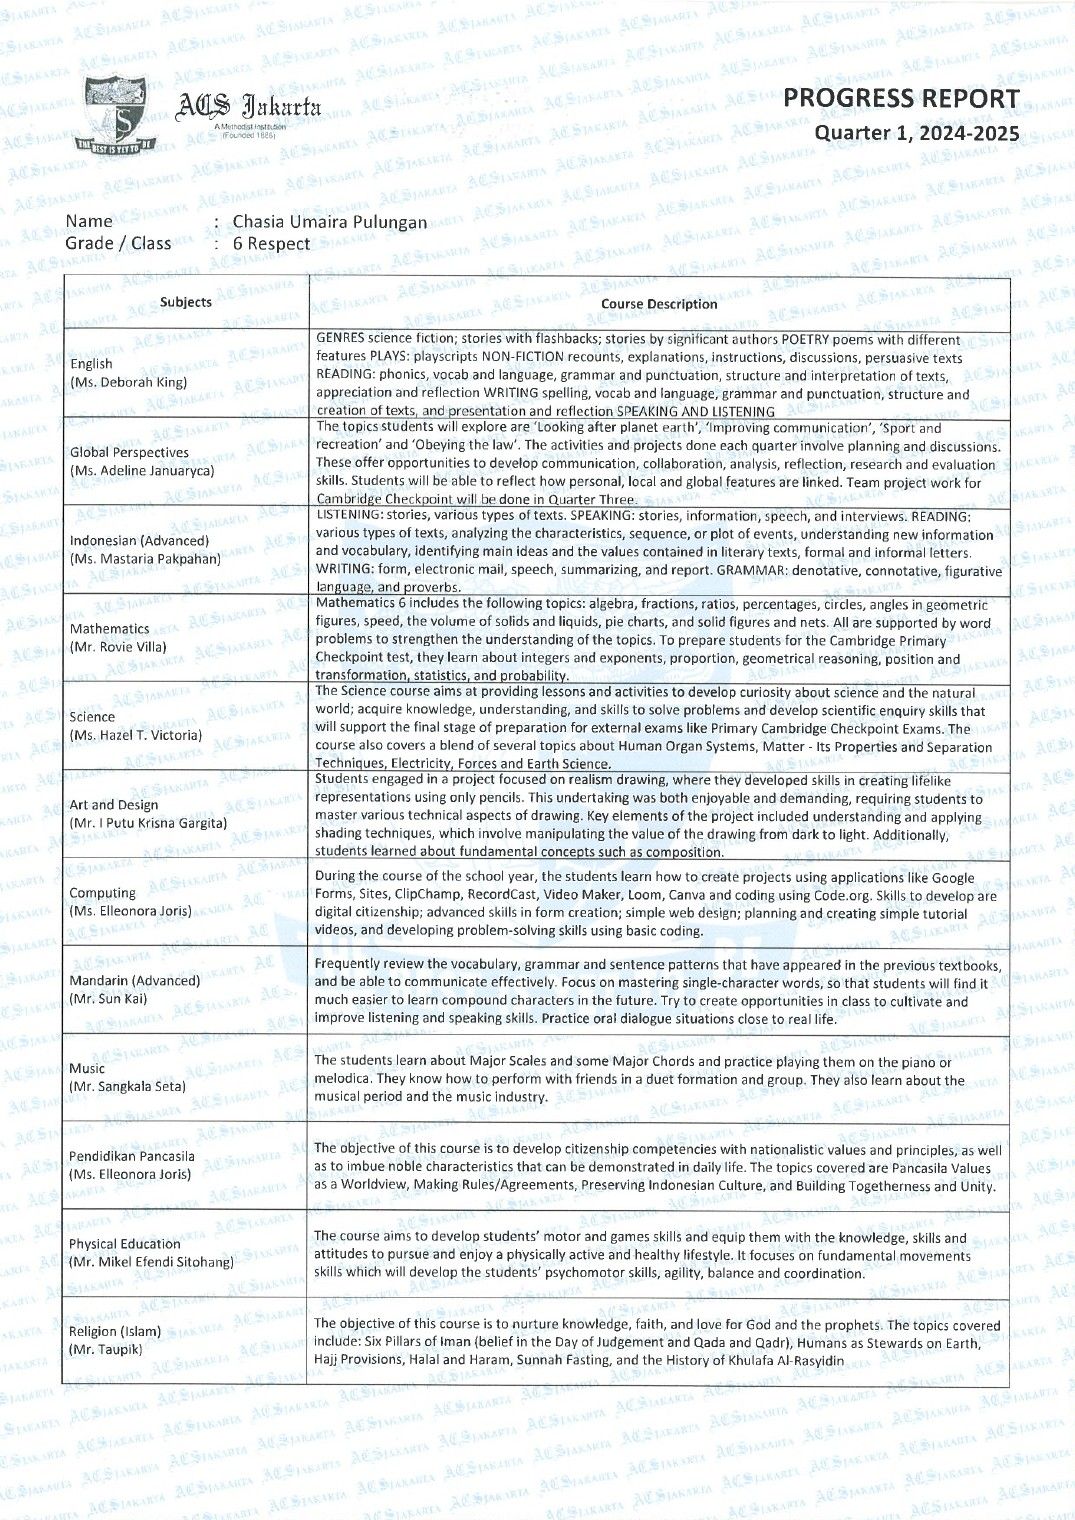 ACS Jakarta
A Methodist Institution
(Founded 1886)
THE BEST IS YET TO BE
PROGRESS REPORT
Quarter 1, 2024-2025
Name : Chasia Umaira Pulungan
Grade / Class : 6 Respect
Subjects
Course Description
English
(Ms. Deborah King)
GENRES science fiction; stories with flashbacks; stories by significant authors POETRY poems with different
features PLAYS: playscripts NON-FICTION recounts, explanations, instructions, discussions, persuasive texts
READING: phonics, vocab and language, grammar and punctuation, structure and interpretation of texts,
appreciation and reflection WRITING spelling, vocab and language, grammar and punctuation, structure and
creation of texts, and presentation and reflection SPEAKING AND LISTENING
Global Perspectives
(Ms. Adeline Januaryca)
The topics students will explore are ‘Looking after planet earth’, ‘Improving communication’, ‘Sport and
recreation’ and ‘Obeying the law’. The activities and projects done each quarter involve planning and discussions.
These offer opportunities to develop communication, collaboration, analysis, reflection, research and evaluation
skills. Students will be able to reflect how personal, local and global features are linked. Team project work for
Cambridge Checkpoint will be done in Quarter Three.
Indonesian (Advanced)
(Ms. Mastaria Pakpahan)
LISTENING: stories, various types of texts. SPEAKING: stories, information, speech, and interviews. READING:
various types of texts, analyzing the characteristics, sequence, or plot of events, understanding new information
and vocabulary, identifying main ideas and the values contained in literary texts, formal and informal letters.
WRITING: form, electronic mail, speech, summarizing, and report. GRAMMAR: denotative, connotative, figurative
language, and proverbs.
Mathematics
(Mr. Rovie Villa)
Mathematics 6 includes the following topics: algebra, fractions, ratios, percentages, circles, angles in geometric
figures, speed, the volume of solids and liquids, pie charts, and solid figures and nets. All are supported by word
problems to strengthen the understanding of the topics. To prepare students for the Cambridge Primary
Checkpoint test, they learn about integers and exponents, proportion, geometrical reasoning, position and
transformation, statistics, and probability.
Science
(Ms. Hazel T. Victoria)
The Science course aims at providing lessons and activities to develop curiosity about science and the natural
world; acquire knowledge, understanding, and skills to solve problems and develop scientific enquiry skills that
will support the final stage of preparation for external exams like Primary Cambridge Checkpoint Exams. The
course also covers a blend of several topics about Human Organ Systems, Matter - Its Properties and Separation
Techniques, Electricity, Forces and Earth Science.
Art and Design
(Mr. I Putu Krisna Gargita)
Students engaged in a project focused on realism drawing, where they developed skills in creating lifelike
representations using only pencils. This undertaking was both enjoyable and demanding, requiring students to
master various technical aspects of drawing. Key elements of the project included understanding and applying
shading techniques, which involve manipulating the value of the drawing from dark to light. Additionally,
students learned about fundamental concepts such as composition.
Computing
(Ms. Elleonora Joris)
During the course of the school year, the students learn how to create projects using applications like Google
Forms, Sites, ClipChamp, RecordCast, Video Maker, Loom, Canva and coding using Code.org. Skills to develop are
digital citizenship; advanced skills in form creation; simple web design; planning and creating simple tutorial
videos, and developing problem-solving skills using basic coding.
Mandarin (Advanced)
(Mr. Sun Kai)
Frequently review the vocabulary, grammar and sentence patterns that have appeared in the previous textbooks,
and be able to communicate effectively. Focus on mastering single-character words, so that students will find it
much easier to learn compound characters in the future. Try to create opportunities in class to cultivate and
improve listening and speaking skills. Practice oral dialogue situations close to real life.
Music
(Mr. Sangkala Seta)
The students learn about Major Scales and some Major Chords and practice playing them on the piano or
melodica. They know how to perform with friends in a duet formation and group. They also learn about the
musical period and the music industry.
Pendidikan Pancasila
(Ms. Elleonora Joris)
The objective of this course is to develop citizenship competencies with nationalistic values and principles, as well
as to imbue noble characteristics that can be demonstrated in daily life. The topics covered are Pancasila Values
as a Worldview, Making Rules/Agreements, Preserving Indonesian Culture, and Building Togetherness and Unity.
Physical Education
(Mr. Mikel Efendi Sitohang)
The course aims to develop students’ motor and games skills and equip them with the knowledge, skills and
attitudes to pursue and enjoy a physically active and healthy lifestyle. It focuses on fundamental movements
skills which will develop the students’ psychomotor skills, agility, balance and coordination.
Religion (Islam)
(Mr. Taupik)
The objective of this course is to nurture knowledge, faith, and love for God and the prophets. The topics covered
include: Six Pillars of Iman (belief in the Day of Judgement and Qada and Qadr), Humans as Stewards on Earth,
Hajj Provisions, Halal and Haram, Sunnah Fasting, and the History of Khulafa Al-Rasyidin